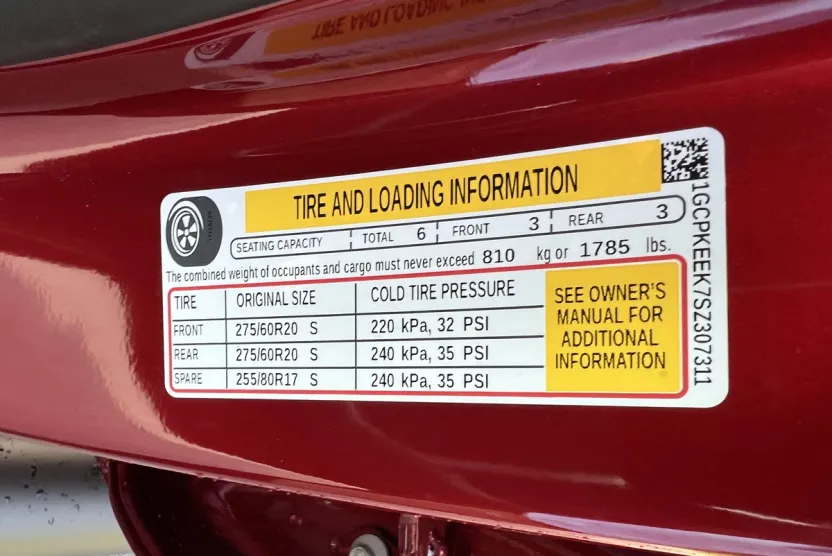 TIRE AND LOADING INFORMATION
SEATING CAPACITY TOTAL 6 FRONT 3 REAR 3
The combined weight of occupants and cargo must never exceed 810 kg or 1785 lbs.
TIRE ORIGINAL SIZE COLD TIRE PRESSURE
FRONT 275/60R20 S 220 kPa, 32 PSI
REAR 275/60R20 S 240 kPa, 35 PSI
SPARE 255/80R17 S 240 kPa, 35 PSI
SEE OWNER'S
MANUAL FOR
ADDITIONAL
INFORMATION
1GCPKEEK7SZ307311